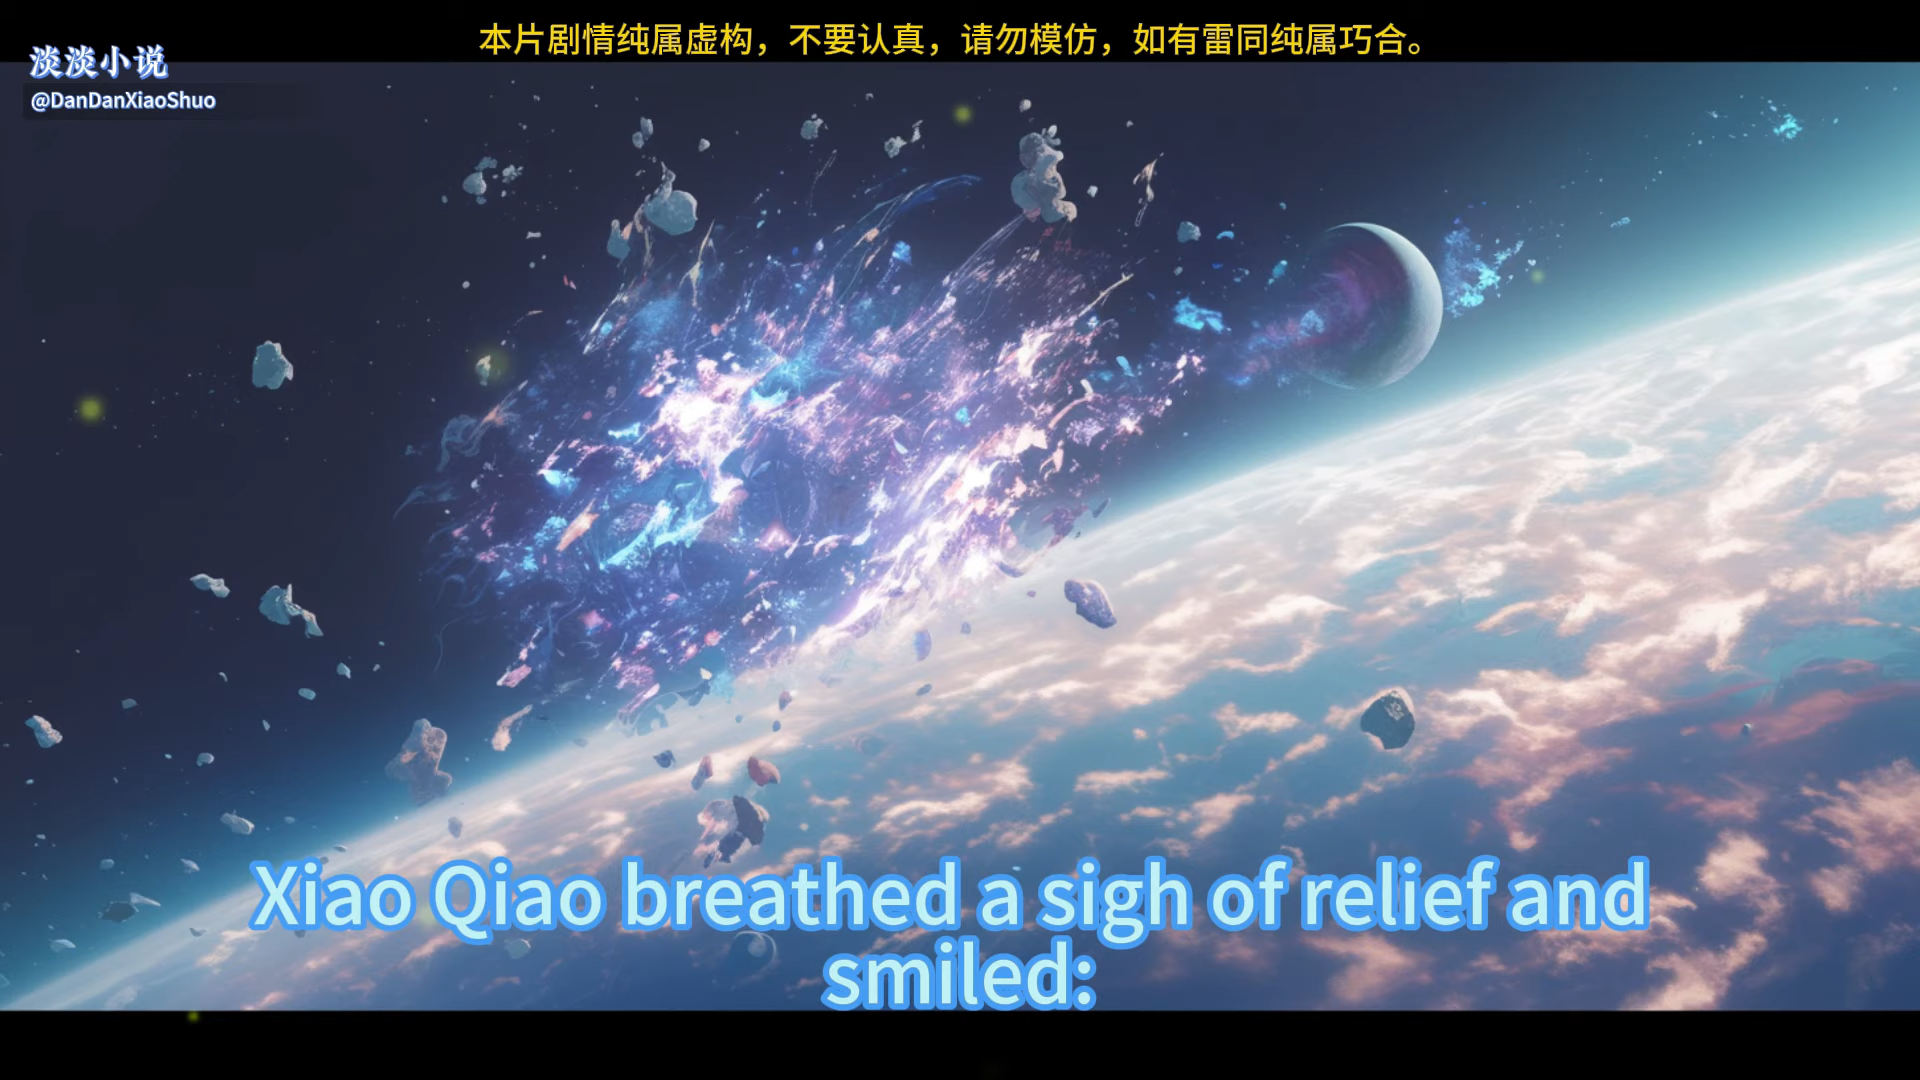 本片剧情纯属虚构，不要认真，请勿模仿，如有雷同纯属巧合。
淡淡小说
@DanDanXiaoShuo
Xiao Qiao breathed a sigh of relief and
smiled: